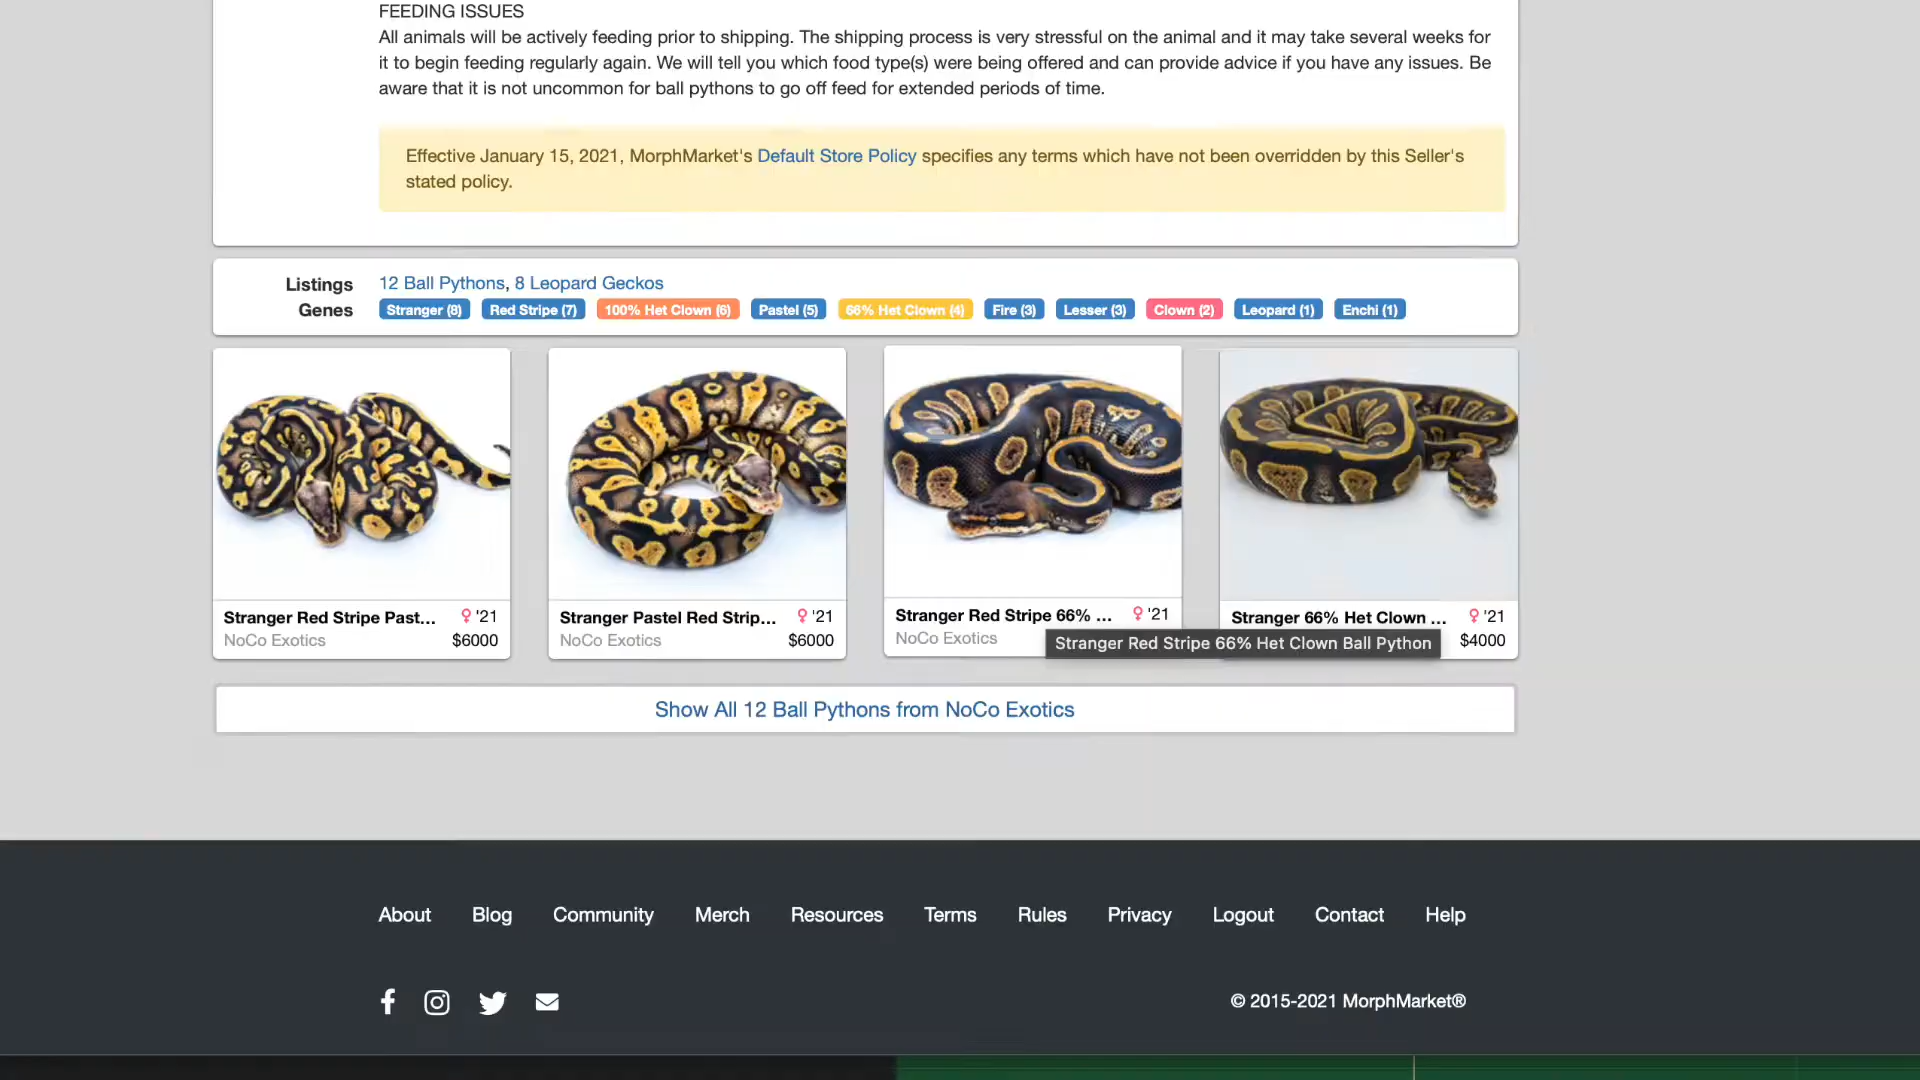 FEEDING ISSUES
All animals will be actively feeding prior to shipping. The shipping process is very stressful on the animal and it may take several weeks for
it to begin feeding regularly again. We will tell you which food type(s) were being offered and can provide advice if you have any issues. Be
aware that it is not uncommon for ball pythons to go off feed for extended periods of time.
Effective January 15, 2021, MorphMarket's Default Store Policy specifies any terms which have not been overridden by this Seller's
stated policy.
Listings 12 Ball Pythons, 8 Leopard Geckos
Genes Stranger (8) Red Stripe (7) 100% Het Clown (6) Pastel (5) 66% Het Clown (4) Fire (3) Lesser (3) Clown (2) Leopard (1) Enchi (1)
Stranger Red Stripe Past... ♀ '21
NoCo Exotics $6000
Stranger Pastel Red Strip... ♀ '21
NoCo Exotics $6000
Stranger Red Stripe 66% ... ♀ '21
NoCo Exotics
Stranger Red Stripe 66% Het Clown Ball Python
Stranger 66% Het Clown ... ♀ '21
$4000
Show All 12 Ball Pythons from NoCo Exotics
About Blog Community Merch Resources Terms Rules Privacy Logout Contact Help
© 2015-2021 MorphMarket®